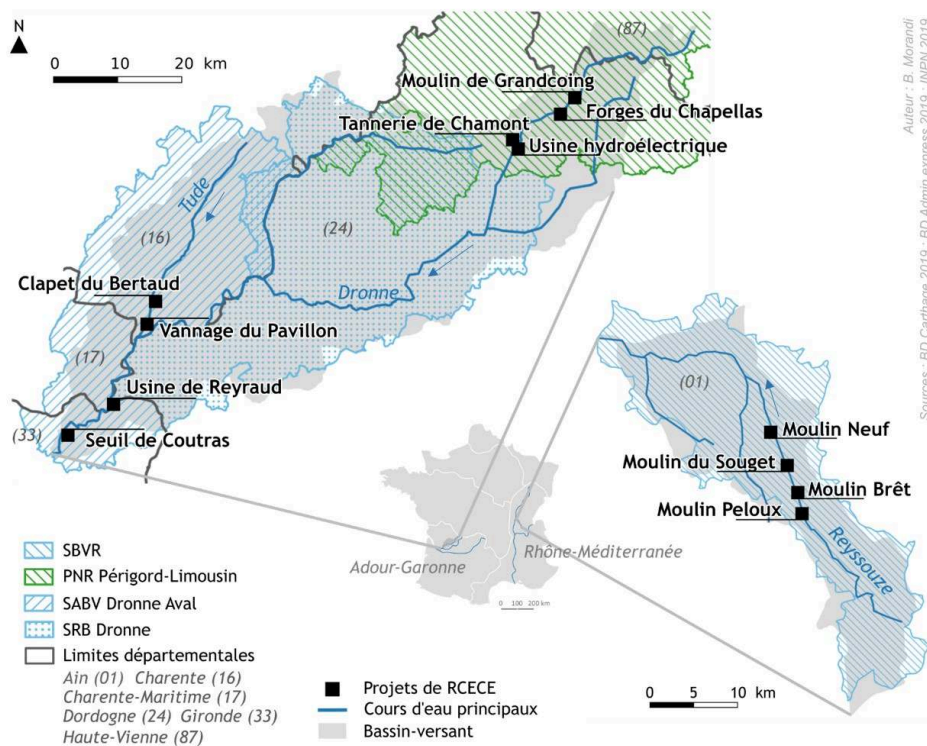 N
0 10 20 km
(87)
Moulin de Grandcoing
Forges du Chapellas
Tannerie de Chamont
Usine hydroélectrique
Tude
(16)
(24)
Dronne
Clapet du Bertaud
Vannage du Pavillon
(17)
Usine de Reyraud
(33)
Seuil de Coutras
(01)
Moulin Neuf
Moulin du Souget
Moulin Brêt
Moulin Peloux
Reyssouze
Adour-Garonne
Rhône-Méditerranée
0 100 200 km
SBVR
PNR Périgord-Limousin
SABV Dronne Aval
SRB Dronne
Limites départementales
Ain (01) Charente (16)
Charente-Maritime (17)
Dordogne (24) Gironde (33)
Haute-Vienne (87)
Projets de RCECE
Cours d'eau principaux
Bassin-versant
0 5 10 km
Auteur : B. Morandi
Sources : BD Carthage 2019 ; BD Admin express 2019 ; INPN 2019